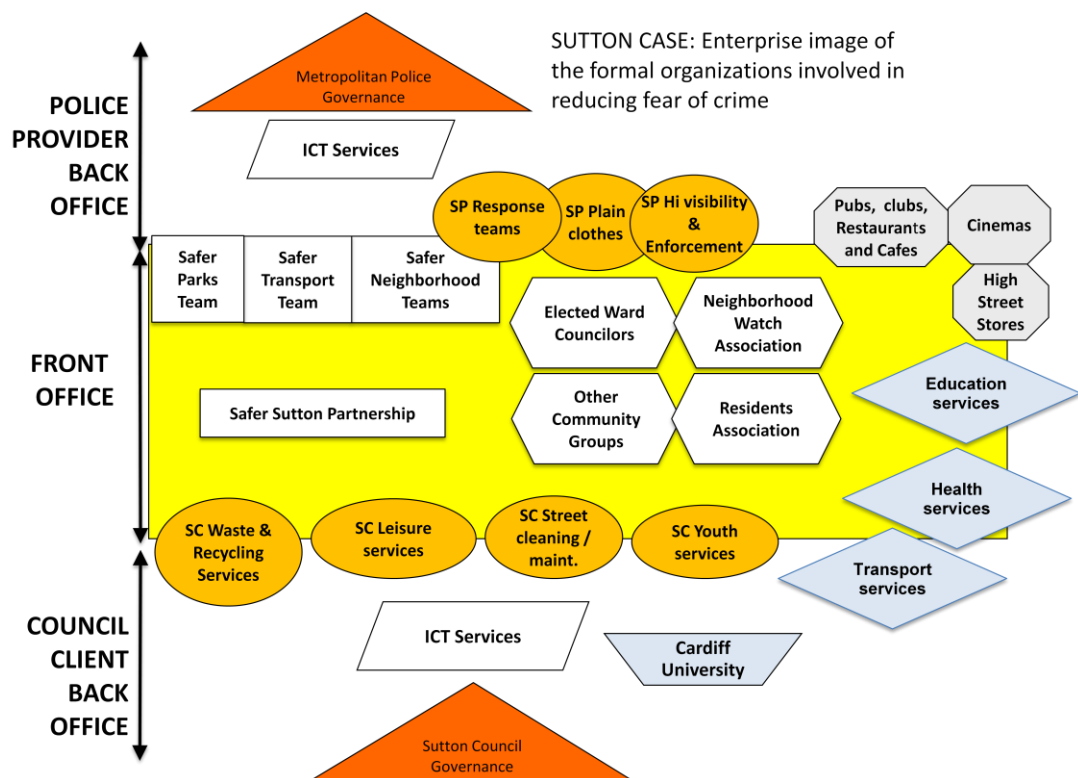 SUTTON CASE: Enterprise image of
the formal organizations involved in
reducing fear of crime
POLICE
PROVIDER
BACK
OFFICE
Metropolitan Police
Governance
ICT Services
SP Response
teams
SP Plain
clothes
SP Hi visibility
&
Enforcement
Pubs, clubs,
Restaurants
and Cafes
Cinemas
High
Street
Stores
FRONT
OFFICE
Safer
Parks
Team
Safer
Transport
Team
Safer
Neighborhood
Teams
Elected Ward
Councilors
Neighborhood
Watch
Association
Safer Sutton Partnership
Other
Community
Groups
Residents
Association
Education
services
Health
services
Transport
services
SC Waste &
Recycling
Services
SC Leisure
services
SC Street
cleaning /
maint.
SC Youth
services
COUNCIL
CLIENT
BACK
OFFICE
ICT Services
Cardiff
University
Sutton Council
Governance